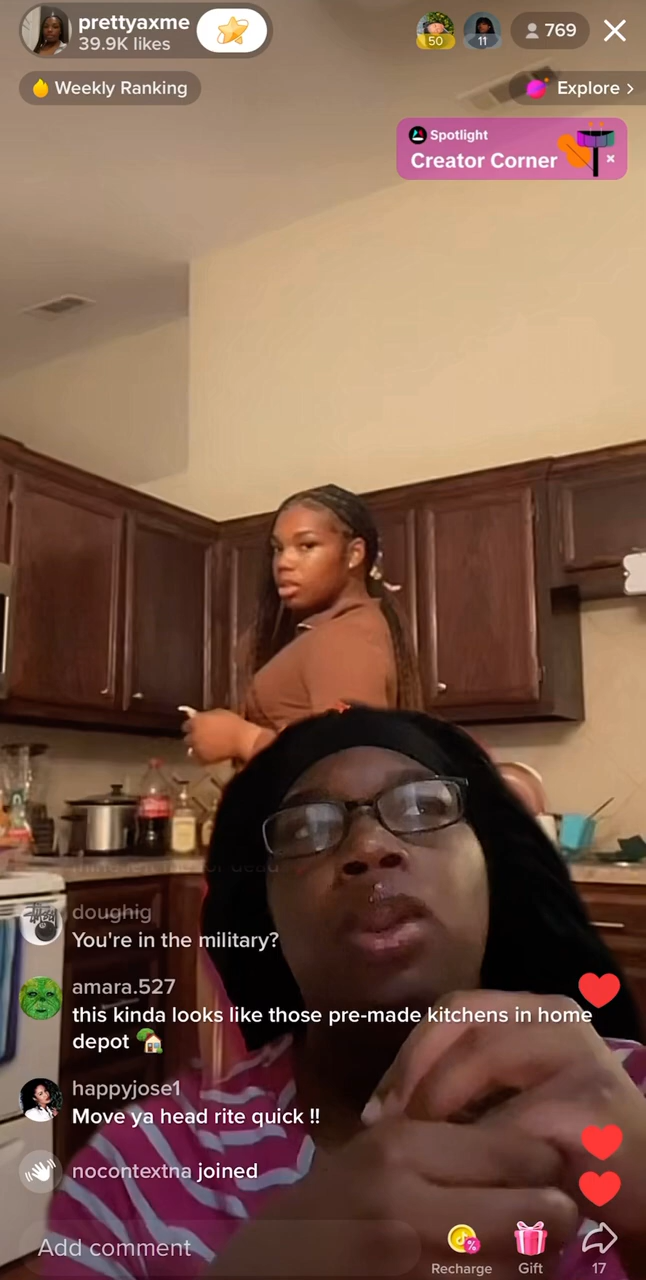 prettyaxme
39.9K likes
50
11
769
Weekly Ranking
Explore
Spotlight
Creator Corner
doughig
You're in the military?
amara.527
this kinda looks like those pre-made kitchens in home
depot
happyjose1
Move ya head rite quick !!
nocontextna joined
Add comment
Recharge
Gift
17